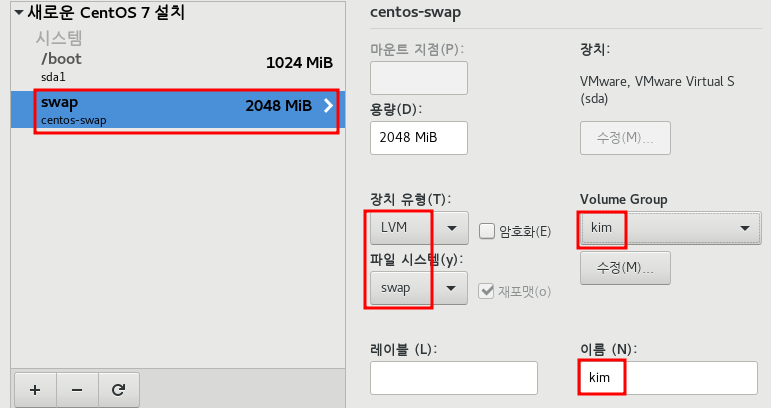 새로운 CentOS 7 설치
시스템
/boot 1024 MiB
sda1
swap 2048 MiB
centos-swap
centos-swap
마운트 지점(P): 장치:
VMware, VMware Virtual S
(sda)
용량(D):
2048 MiB 수정(M)...
장치 유형(T): Volume Group
LVM 암호화(E) kim
파일 시스템(y): 수정(M)...
swap 재포맷(o)
레이블 (L): 이름 (N):
kim